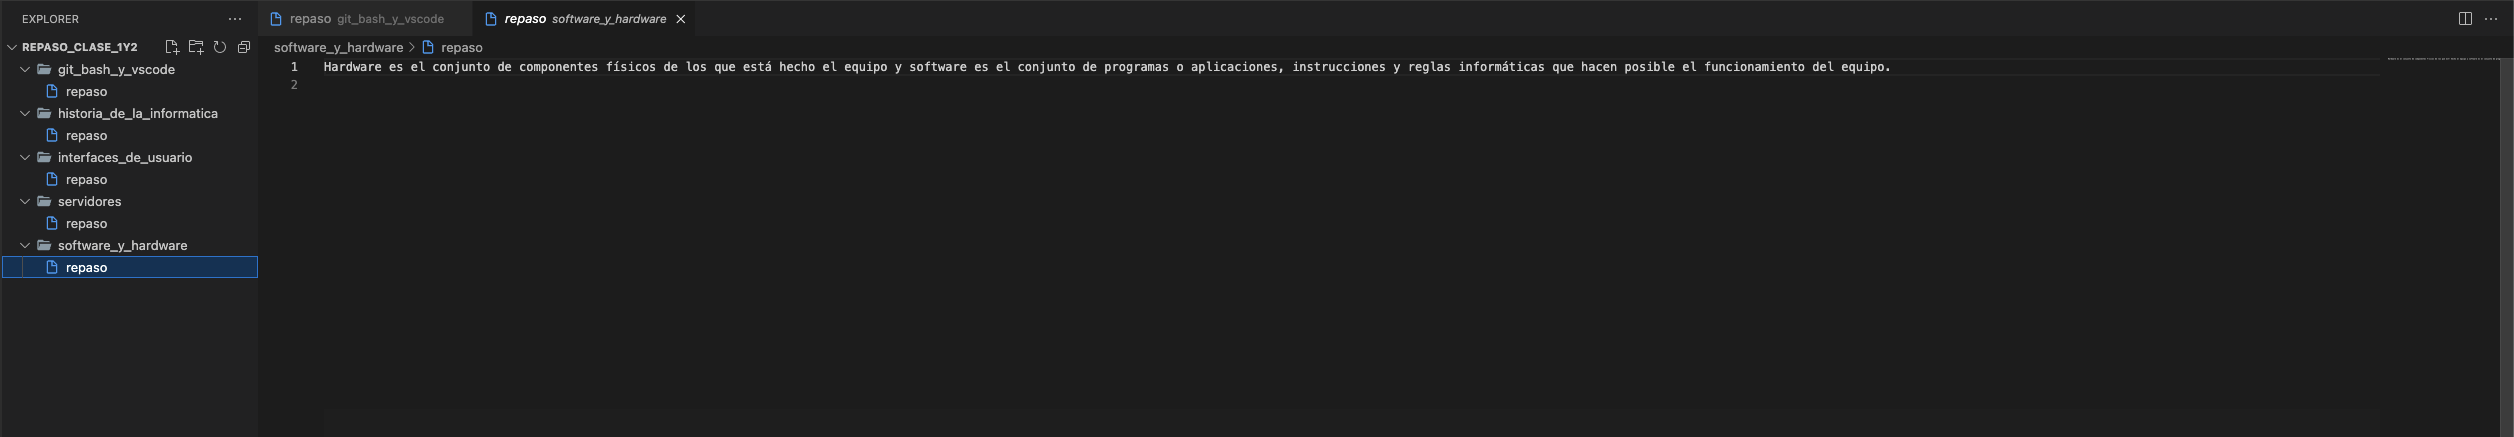 EXPLORER
REPASO_CLASE_1Y2
git_bash_y_vscode
repaso
historia_de_la_informatica
repaso
interfaces_de_usuario
repaso
servidores
repaso
software_y_hardware
repaso
repaso git_bash_y_vscode
repaso software_y_hardware
software_y_hardware > repaso
1 Hardware es el conjunto de componentes físicos de los que está hecho el equipo y software es el conjunto de programas o aplicaciones, instrucciones y reglas informáticas que hacen posible el funcionamiento del equipo.
2